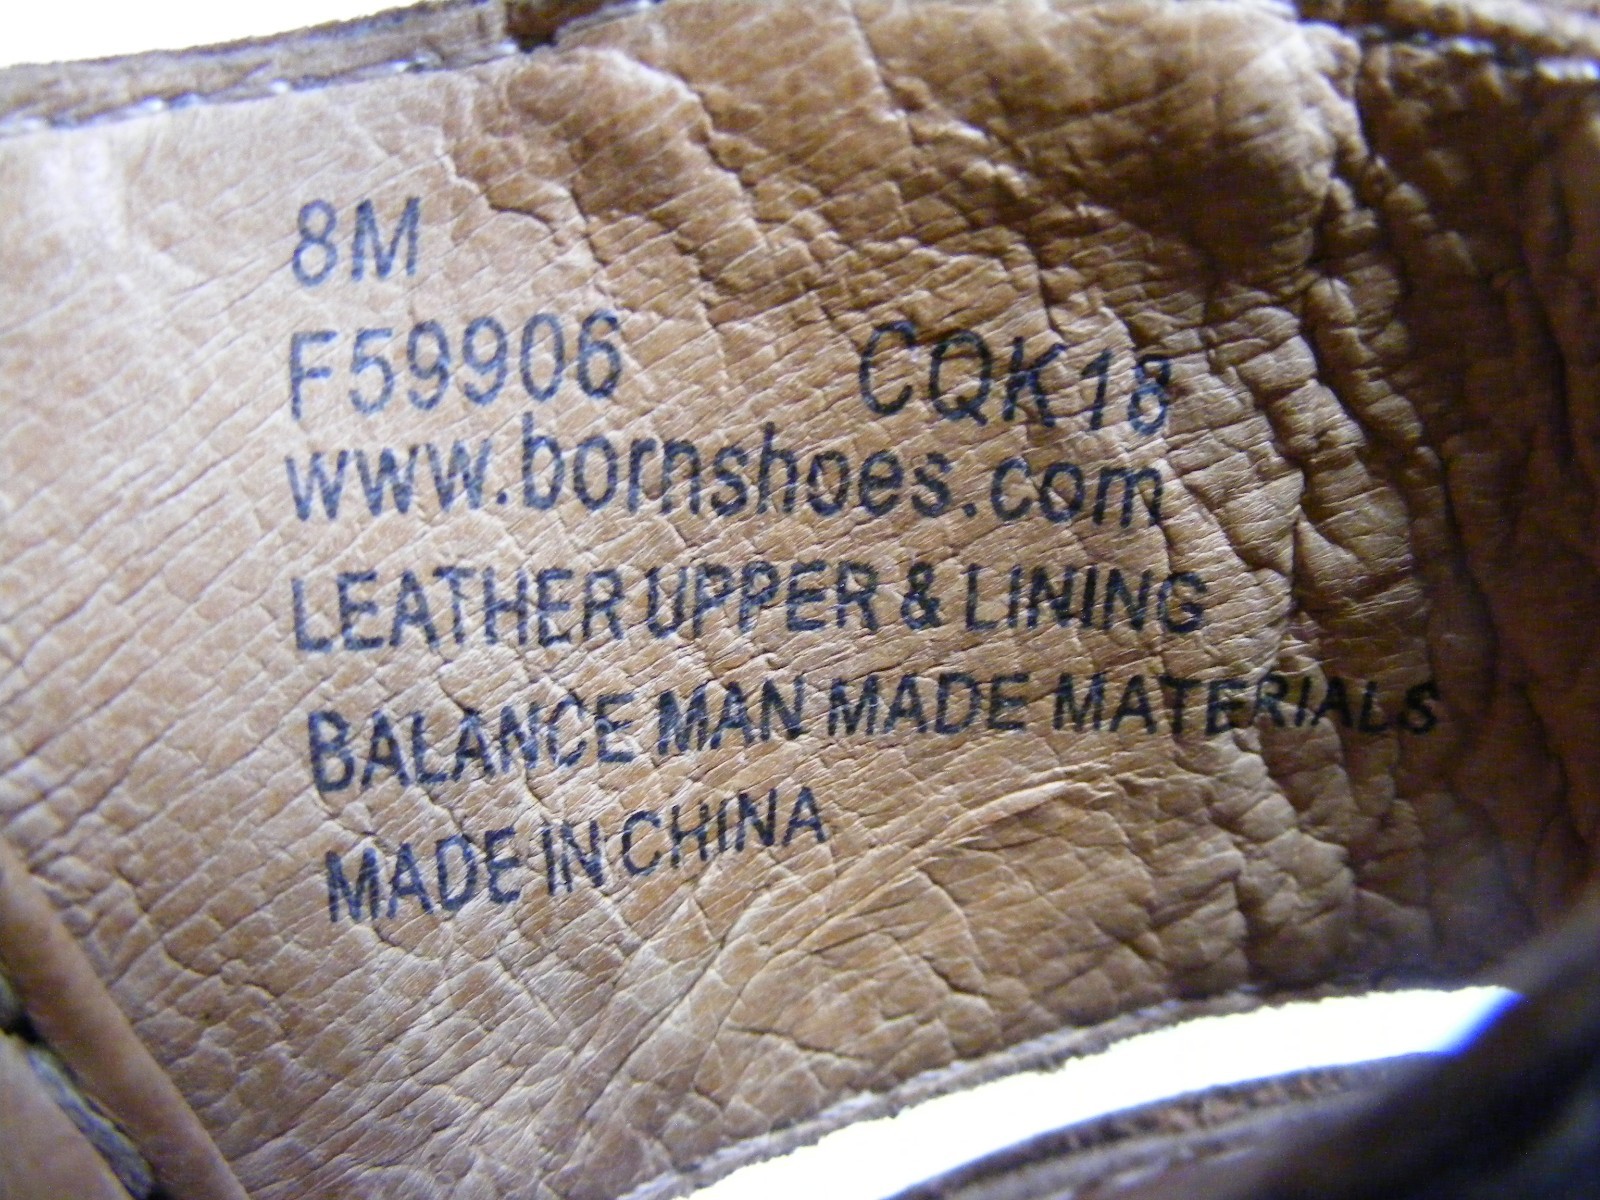 8M
F59906 CQK18
www.bornshoes.com
LEATHER UPPER & LINING
BALANCE MAN MADE MATERIALS
MADE IN CHINA